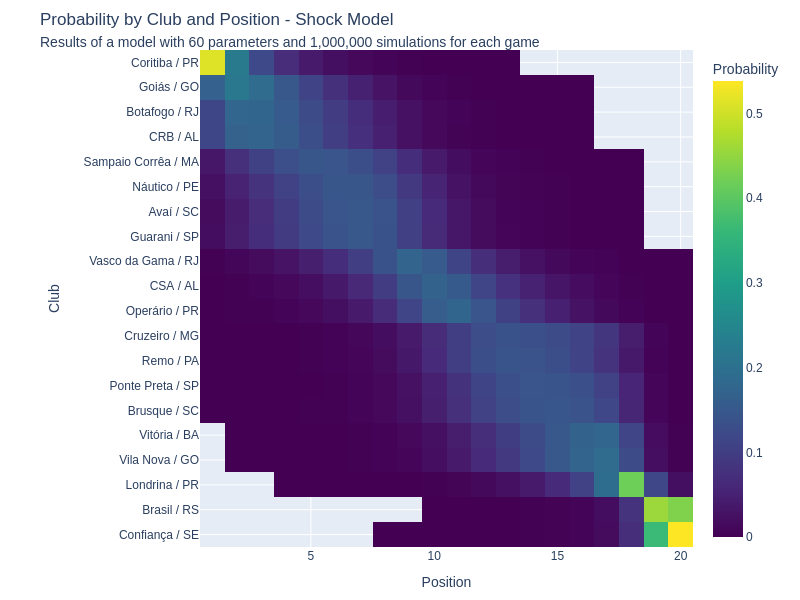 Probability by Club and Position - Shock Model
Results of a model with 60 parameters and 1,000,000 simulations for each game
Probability
Coritiba / PR
Goiás / GO
Botafogo / RJ
CRB / AL
Sampaio Corrêa / MA
Náutico / PE
Avaí / SC
Guarani / SP
Vasco da Gama / RJ
CSA / AL
Operário / PR
Cruzeiro / MG
Remo / PA
Ponte Preta / SP
Brusque / SC
Vitória / BA
Vila Nova / GO
Londrina / PR
Brasil / RS
Confiança / SE
Club
5
10
15
20
Position
0.5
0.4
0.3
0.2
0.1
0